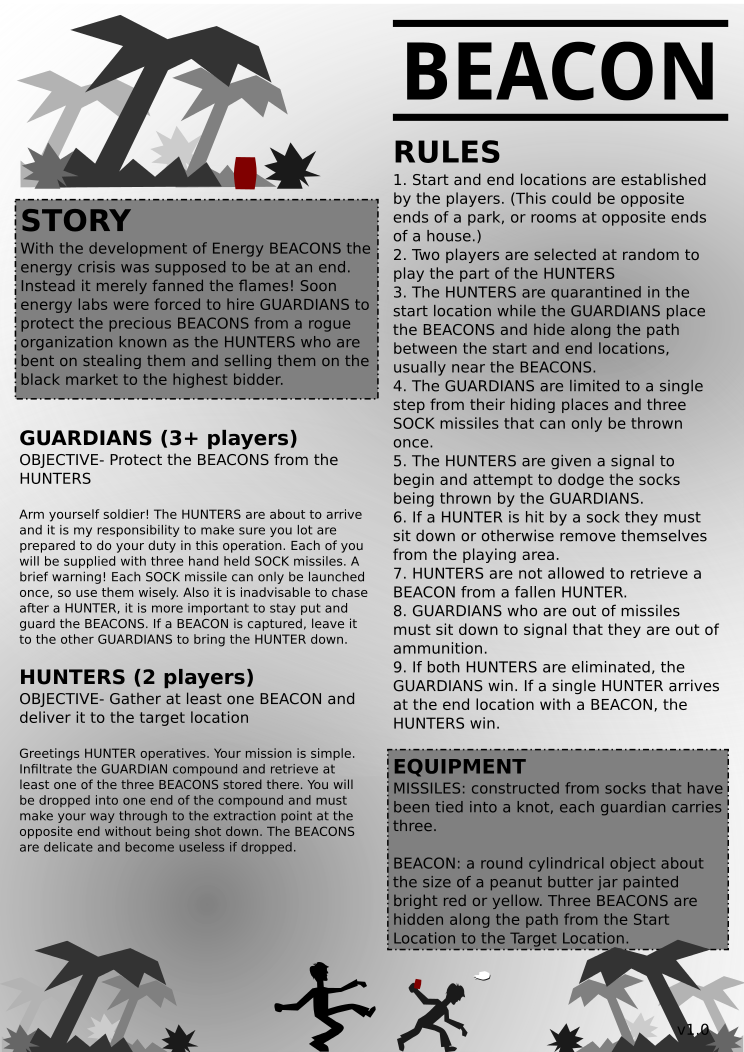 BEACON
STORY
With the development of Energy BEACONS the
energy crisis was supposed to be at an end.
Instead it merely fanned the flames! Soon
energy labs were forced to hire GUARDIANS to
protect the precious BEACONS from a rogue
organization known as the HUNTERS who are
bent on stealing them and selling them on the
black market to the highest bidder.
GUARDIANS (3+ players)
OBJECTIVE- Protect the BEACONS from the
HUNTERS
Arm yourself soldier! The HUNTERS are about to arrive
and it is my responsibility to make sure you lot are
prepared to do your duty in this operation. Each of you
will be supplied with three hand held SOCK missiles. A
brief warning! Each SOCK missile can only be launched
once, so use them wisely. Also it is inadvisable to chase
after a HUNTER, it is more important to stay put and
guard the BEACONS. If a BEACON is captured, leave it
to the other GUARDIANS to bring the HUNTER down.
HUNTERS (2 players)
OBJECTIVE- Gather at least one BEACON and
deliver it to the target location
Greetings HUNTER operatives. Your mission is simple.
Infiltrate the GUARDIAN compound and retrieve at
least one of the three BEACONS stored there. You will
be dropped into one end of the compound and must
make your way through to the extraction point at the
opposite end without being shot down. The BEACONS
are delicate and become useless if dropped.
RULES
1. Start and end locations are established
by the players. (This could be opposite
ends of a park, or rooms at opposite ends
of a house.)
2. Two players are selected at random to
play the part of the HUNTERS
3. The HUNTERS are quarantined in the
start location while the GUARDIANS place
the BEACONS and hide along the path
between the start and end locations,
usually near the BEACONS.
4. The GUARDIANS are limited to a single
step from their hiding places and three
SOCK missiles that can only be thrown
once.
5. The HUNTERS are given a signal to
begin and attempt to dodge the socks
being thrown by the GUARDIANS.
6. If a HUNTER is hit by a sock they must
sit down or otherwise remove themselves
from the playing area.
7. HUNTERS are not allowed to retrieve a
BEACON from a fallen HUNTER.
8. GUARDIANS who are out of missiles
must sit down to signal that they are out of
ammunition.
9. If both HUNTERS are eliminated, the
GUARDIANS win. If a single HUNTER arrives
at the end location with a BEACON, the
HUNTERS win.
EQUIPMENT
MISSILES: constructed from socks that have
been tied into a knot, each guardian carries
three.
BEACON: a round cylindrical object about
the size of a peanut butter jar painted
bright red or yellow. Three BEACONS are
hidden along the path from the Start
Location to the Target Location.
v1.0